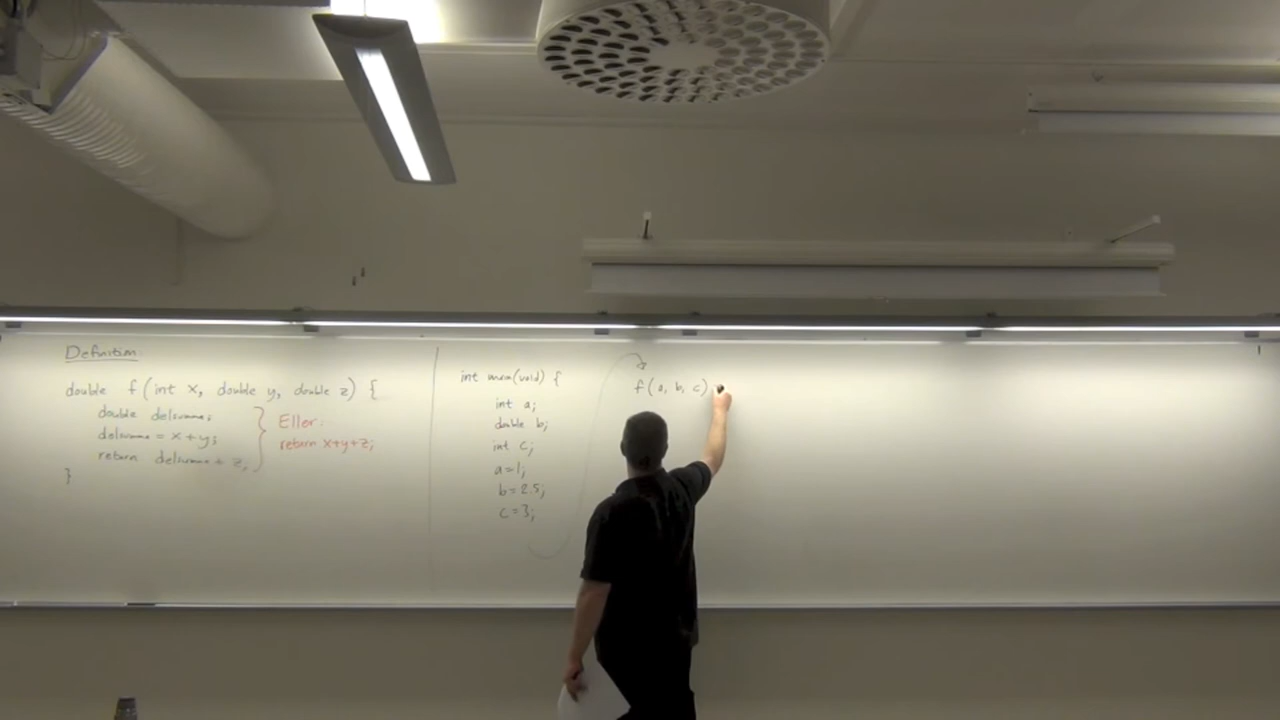 Definition:
double f(int x, double y, double z) {
double delsumma;
delsumma = x + y;
return delsumma + z;
}
Eller:
return x+y+z;
int main(void) {
int a;
double b;
int c;
a=1;
b=2.5;
c=3;
f(a, b, c)